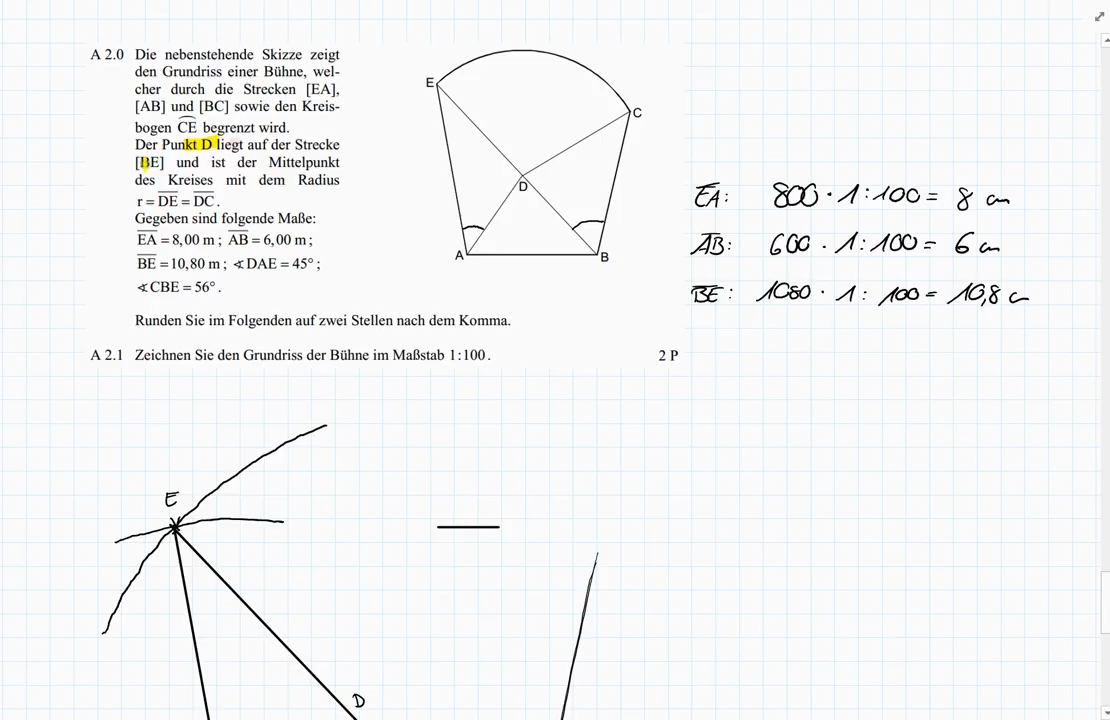 A 2.0 Die nebenstehende Skizze zeigt
den Grundriss einer Bühne, wel-
cher durch die Strecken [EA],
[AB] und [BC] sowie den Kreis-
bogen CE begrenzt wird.
Der Punkt D liegt auf der Strecke
[BE] und ist der Mittelpunkt
des Kreises mit dem Radius
r = DE = DC.
Gegeben sind folgende Maße:
EA = 8,00 m ; AB = 6,00 m ;
BE = 10,80 m ; ∢DAE = 45° ;
∢CBE = 56° .
Runden Sie im Folgenden auf zwei Stellen nach dem Komma.
A 2.1 Zeichnen Sie den Grundriss der Bühne im Maßstab 1:100. 2 P
E
C
D
A
B
EA: 800 · 1:100 = 8 cm
AB: 600 · 1:100 = 6 cm
BE: 1080 · 1:100 = 10,8 c
E
D